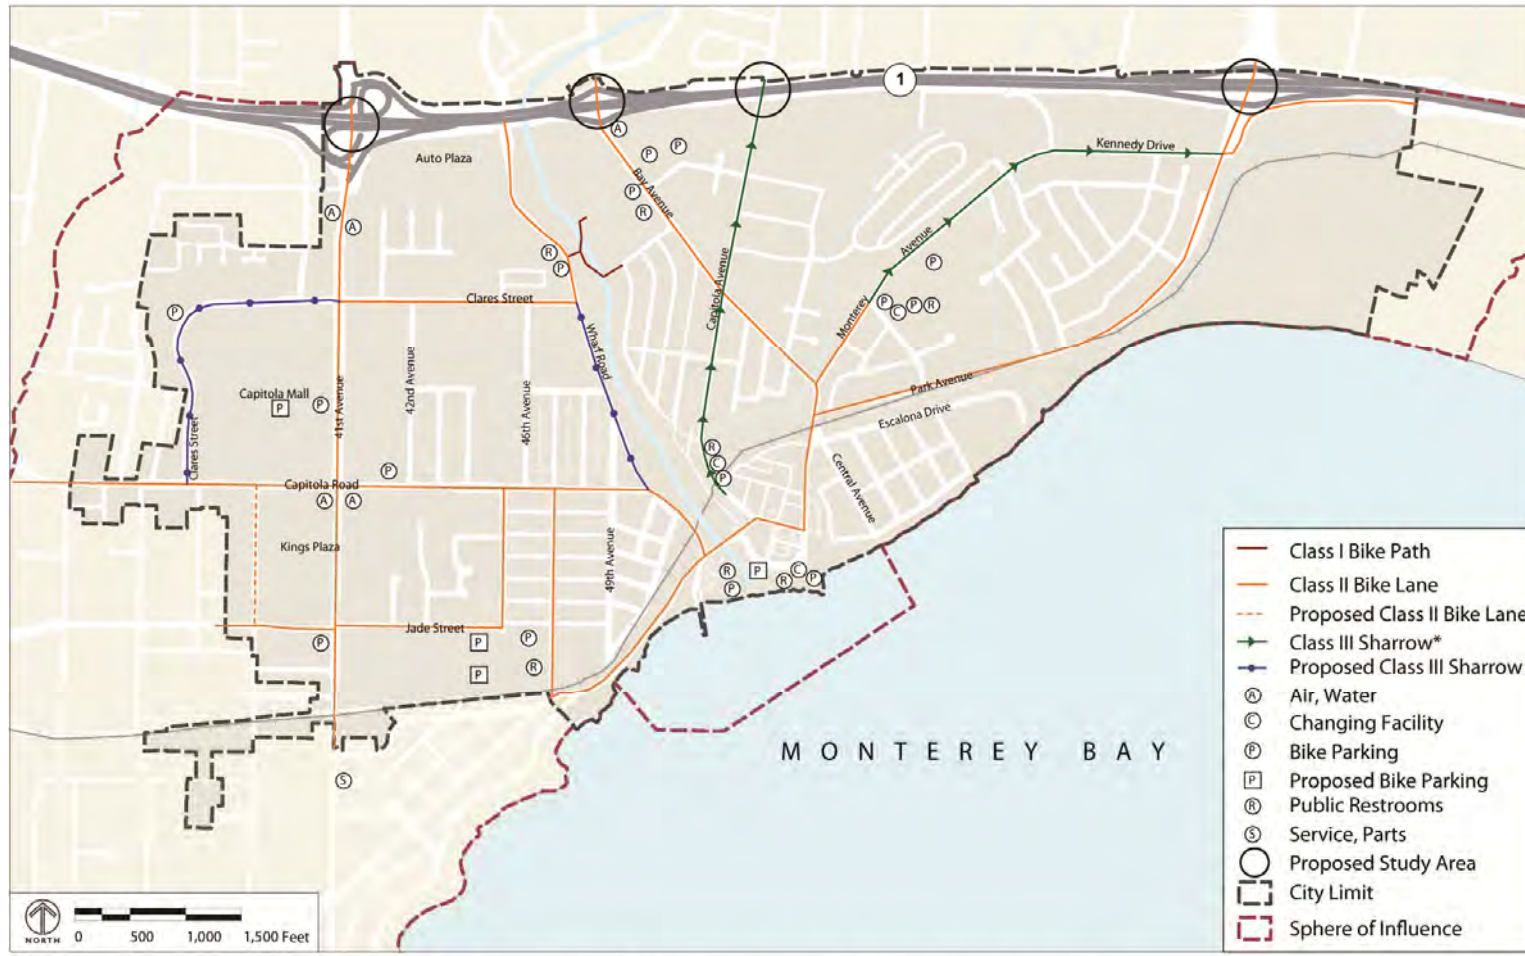 1
Auto Plaza
Kennedy Drive
A
P
P
Bay Avenue
P
R
A
A
R
P
Capitola Avenue
Avenue
P
Monterey
P
C
P
R
Clares Street
P
Wharf Road
42nd Avenue
41st Avenue
46th Avenue
Capitola Mall
P
P
Park Avenue
Escalona Drive
Clares Street
R
C
P
P
Central Avenue
Capitola Road
A
A
Kings Plaza
49th Avenue
R
P
C
P
R
P
Jade Street
P
P
P
P
R
S
MONTEREY BAY
NORTH
0 500 1,000 1,500 Feet
Class I Bike Path
Class II Bike Lane
Proposed Class II Bike Lane
Class III Sharrow*
Proposed Class III Sharrow
A Air, Water
C Changing Facility
P Bike Parking
P Proposed Bike Parking
R Public Restrooms
S Service, Parts
Proposed Study Area
City Limit
Sphere of Influence